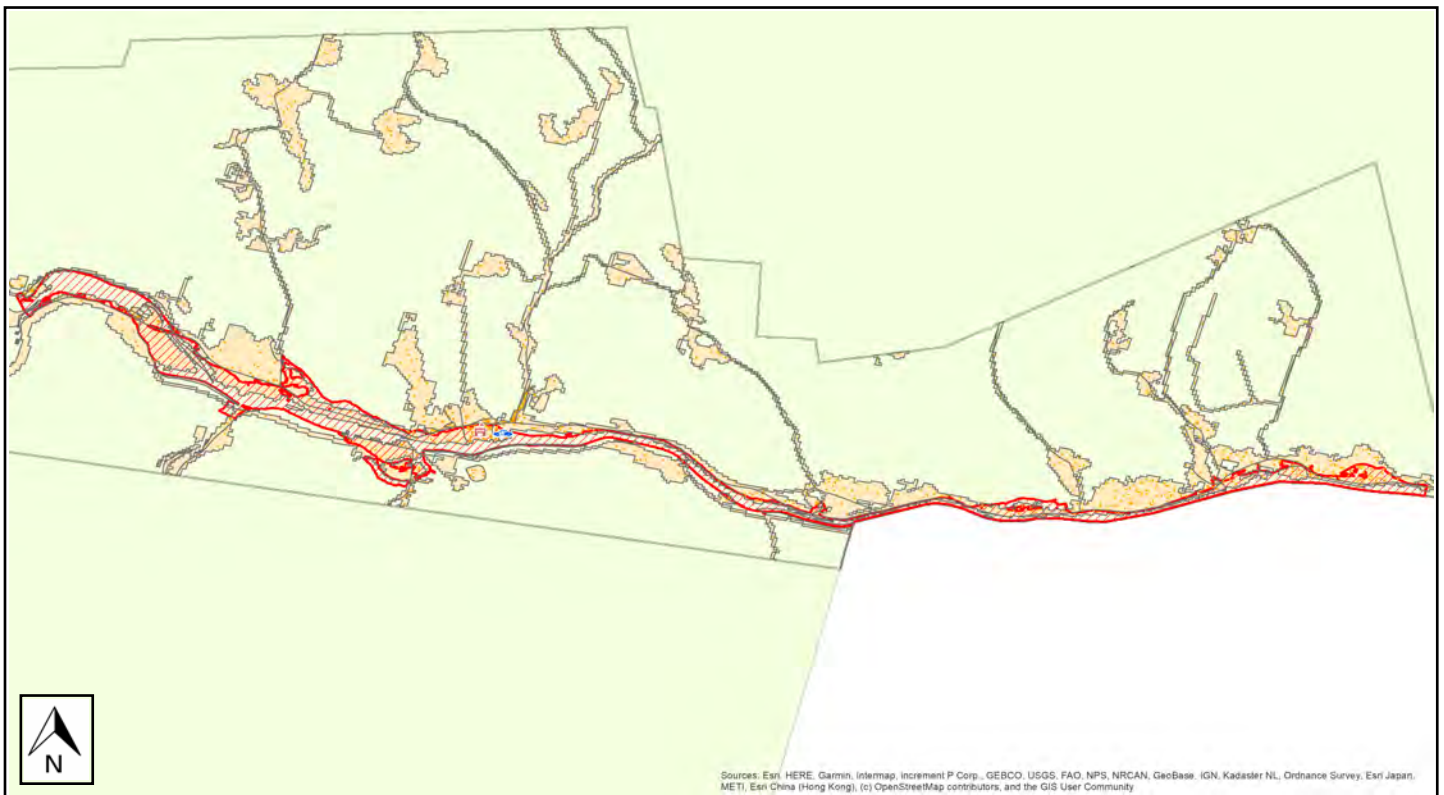 N
Sources: Esri, HERE, Garmin, Intermap, increment P Corp., GEBCO, USGS, FAO, NPS, NRCAN, GeoBase, IGN, Kadaster NL, Ordnance Survey, Esri Japan,
METI, Esri China (Hong Kong), (c) OpenStreetMap contributors, and the GIS User Community